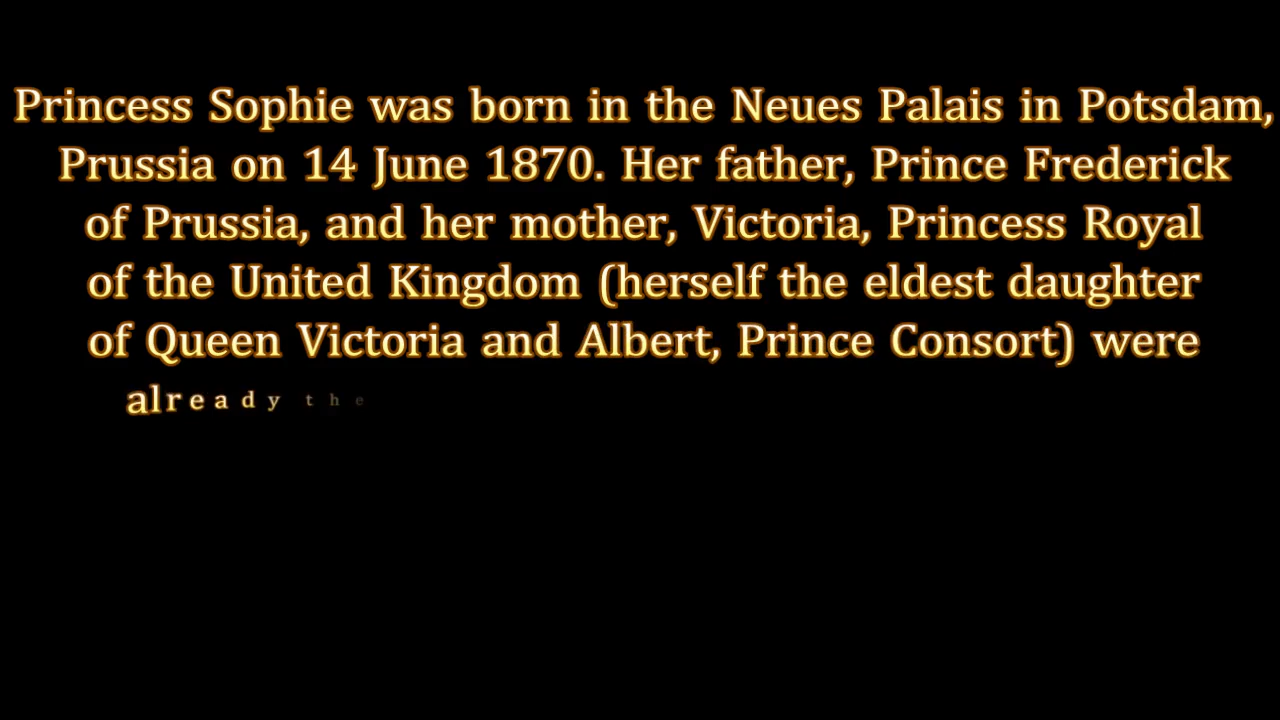 Princess Sophie was born in the Neues Palais in Potsdam,
Prussia on 14 June 1870. Her father, Prince Frederick
of Prussia, and her mother, Victoria, Princess Royal
of the United Kingdom (herself the eldest daughter
of Queen Victoria and Albert, Prince Consort) were
already the